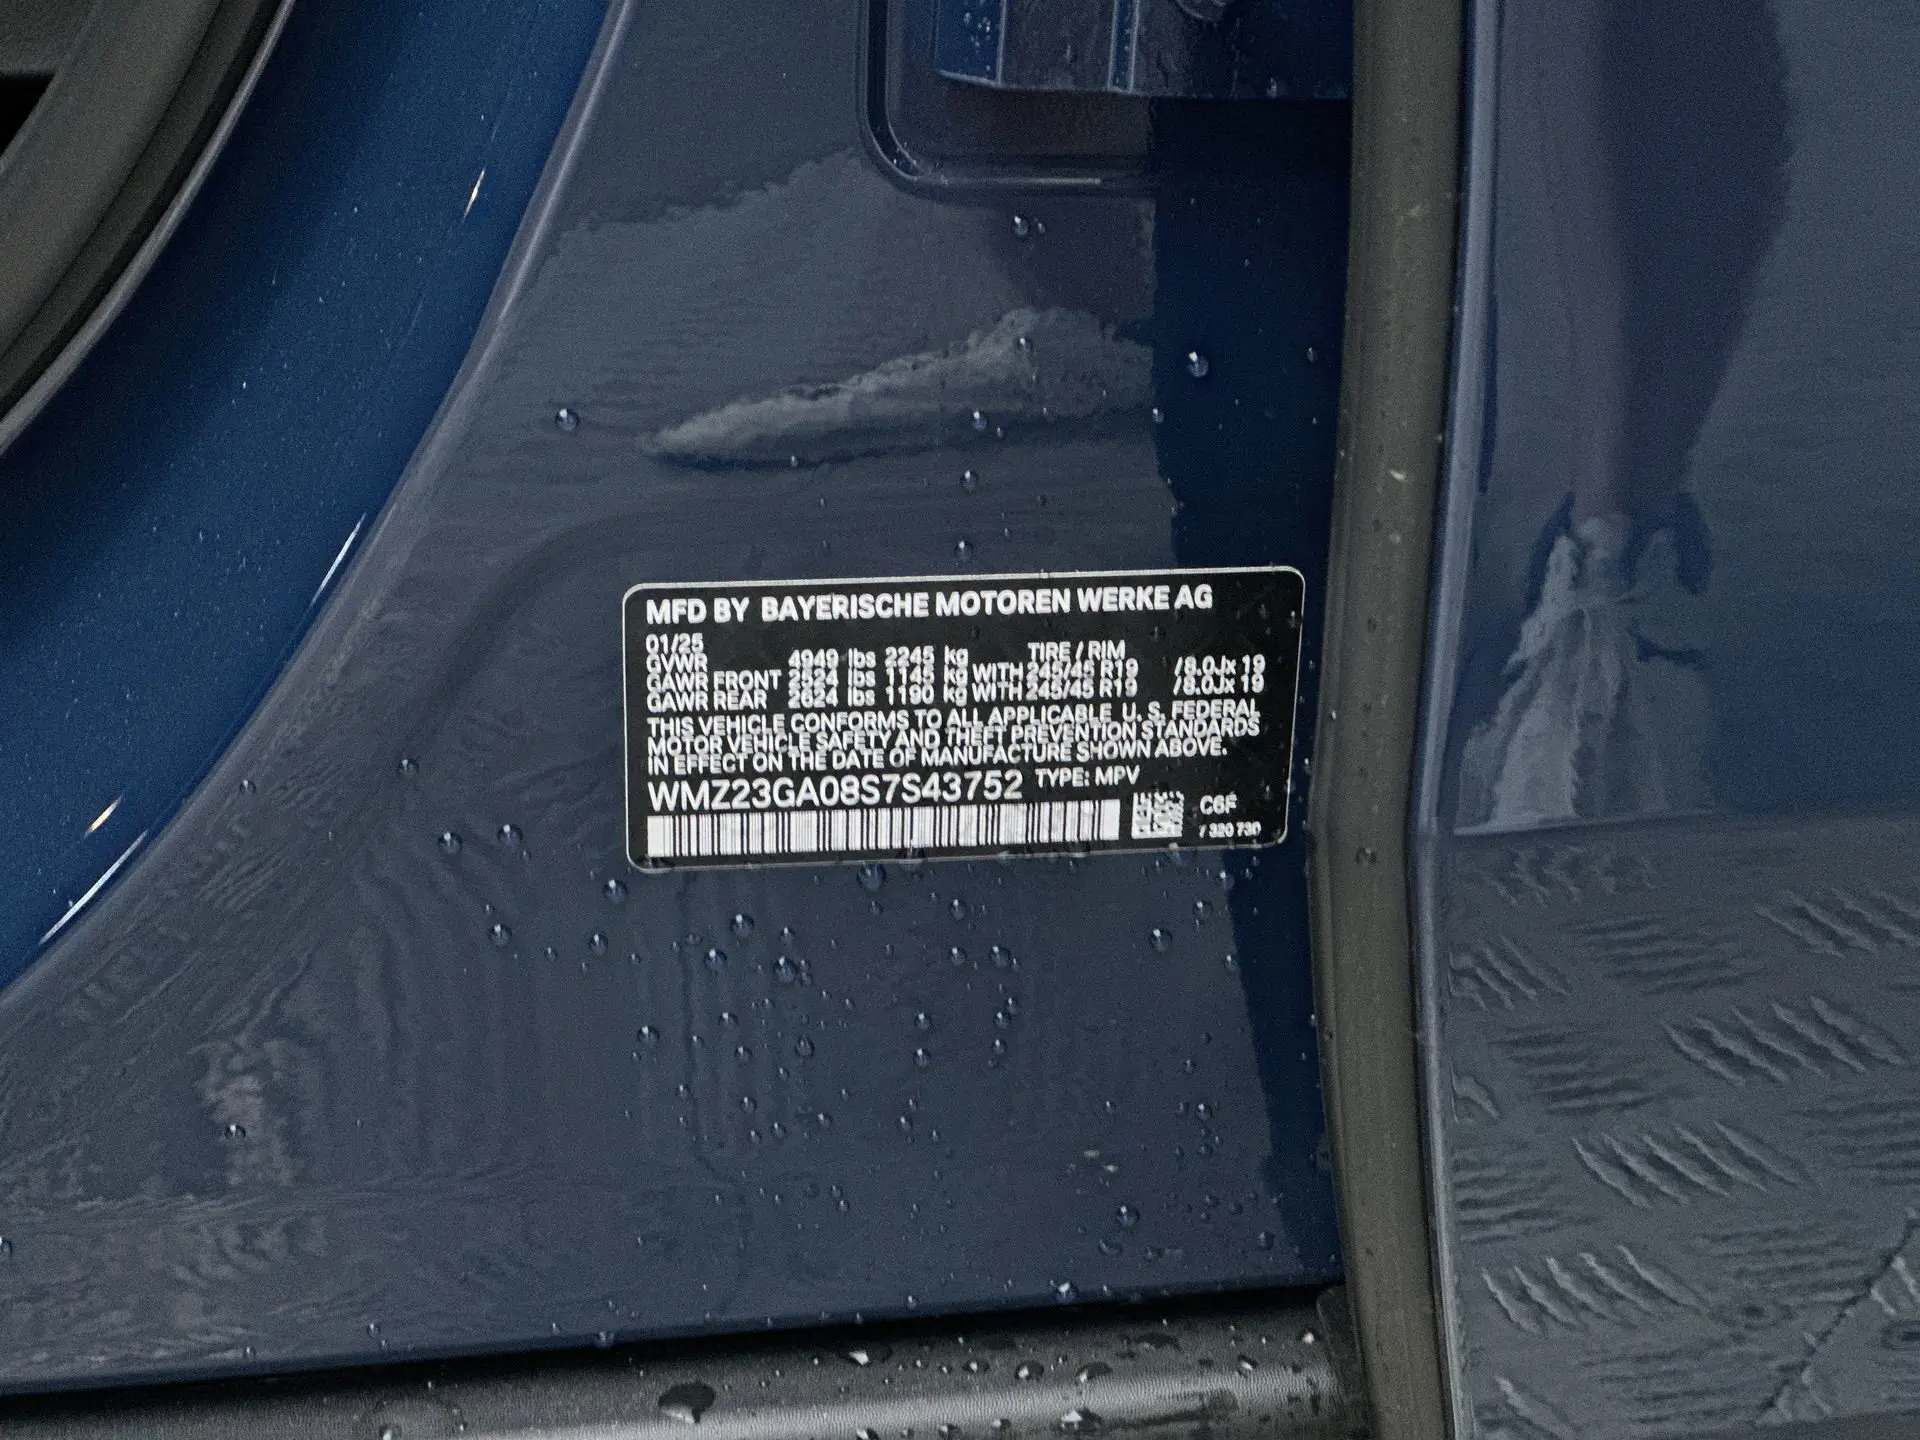 MFD BY BAYERISCHE MOTOREN WERKE AG
01/25
GVWR 4949 lbs 2245 kg TIRE / RIM
GAWR FRONT 2524 lbs 1145 kg WITH 245/45 R19 /8.0Jx 19
GAWR REAR 2624 lbs 1190 kg WITH 245/45 R19 /8.0Jx 19
THIS VEHICLE CONFORMS TO ALL APPLICABLE U. S. FEDERAL
MOTOR VEHICLE SAFETY AND THEFT PREVENTION STANDARDS
IN EFFECT ON THE DATE OF MANUFACTURE SHOWN ABOVE.
WMZ23GA08S7S43752 TYPE: MPV
C6F
7 320 730